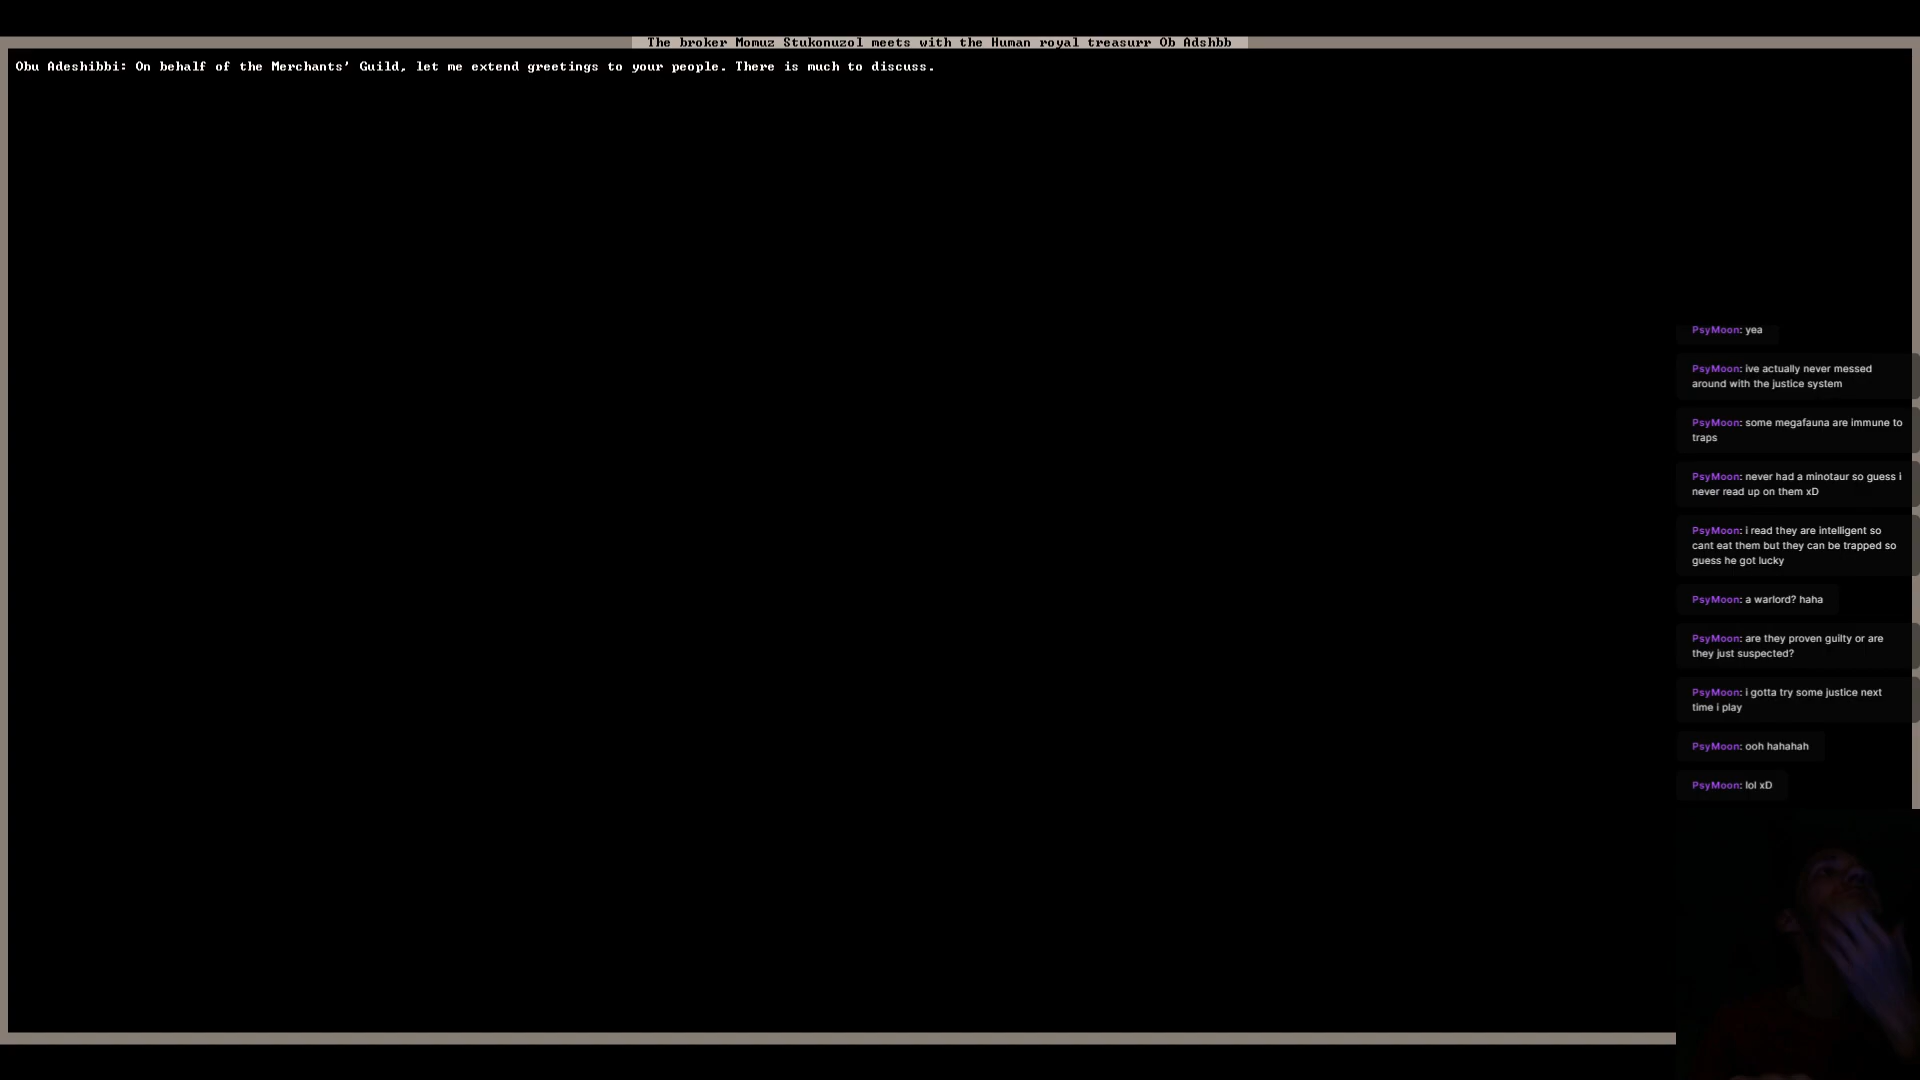 The broker Momuz Stukonuzol meets with the Human royal treasurr Ob Adshbb
Obu Adeshibbi: On behalf of the Merchants' Guild, let me extend greetings to your people. There is much to discuss.
PsyMoon: yea
PsyMoon: ive actually never messed
around with the justice system
PsyMoon: some megafauna are immune to
traps
PsyMoon: never had a minotaur so guess i
never read up on them xD
PsyMoon: i read they are intelligent so
cant eat them but they can be trapped so
guess he got lucky
PsyMoon: a warlord? haha
PsyMoon: are they proven guilty or are
they just suspected?
PsyMoon: i gotta try some justice next
time i play
PsyMoon: ooh hahahah
PsyMoon: lol xD